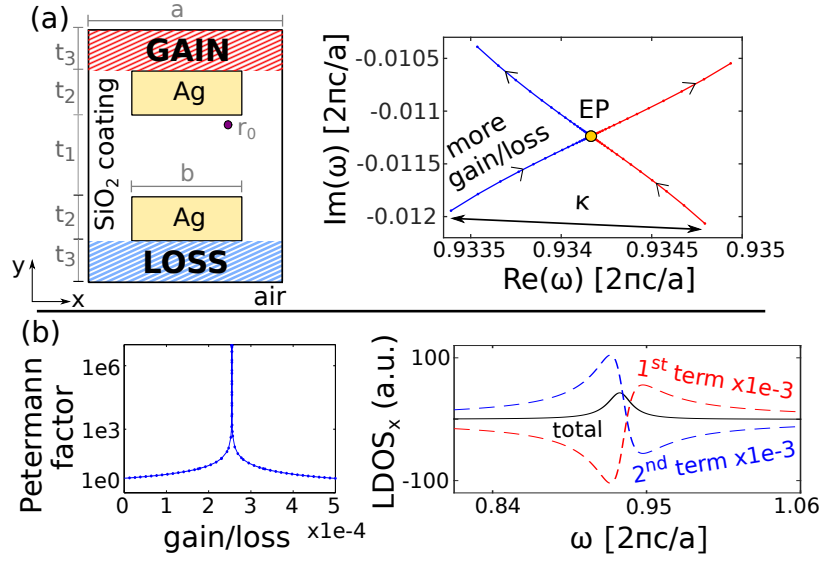 (a)
a
GAIN
t3
t2
Ag
SiO2 coating
r0
t1
b
t2
Ag
t3
LOSS
y
x
air
Im(ω) [2πc/a]
-0.0105
-0.011
-0.0115
-0.012
EP
more
gain/loss
κ
0.9335
0.934
0.9345
0.935
Re(ω) [2πc/a]
(b)
Petermann
factor
1e6
1e3
1e0
0
1
2
3
4
5
gain/loss
x1e-4
LDOSx (a.u.)
100
-100
1st term x1e-3
total
2nd term x1e-3
0.84
0.95
1.06
ω [2πc/a]